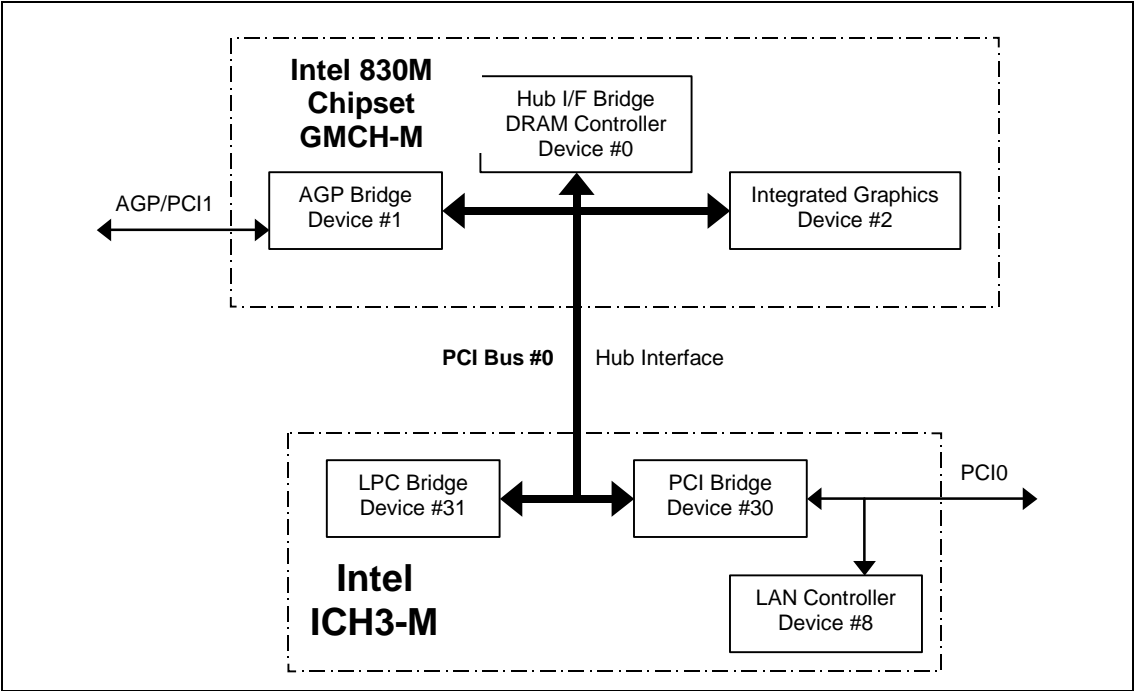 Intel 830M
Chipset
GMCH-M
Hub I/F Bridge
DRAM Controller
Device #0
AGP/PCI1
AGP Bridge
Device #1
Integrated Graphics
Device #2
PCI Bus #0
Hub Interface
LPC Bridge
Device #31
PCI Bridge
Device #30
PCI0
Intel
ICH3-M
LAN Controller
Device #8